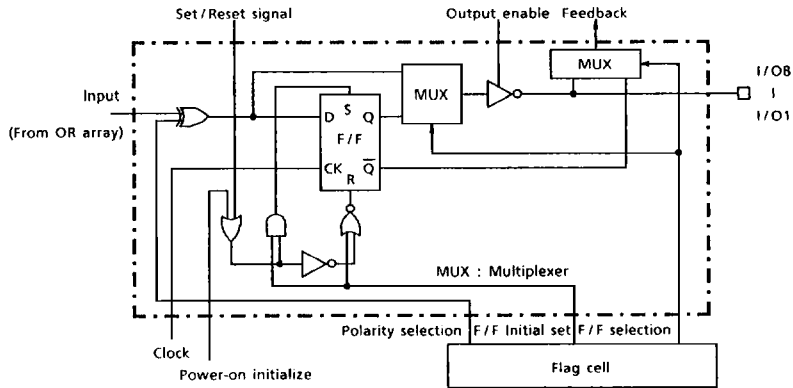 Set/Reset signal
Output enable
Feedback
MUX
I/O8
I/O1
Input
(From OR array)
MUX
D
S
Q
F/F
CK
R
Q̅
MUX : Multiplexer
Polarity selection
F/F Initial set
F/F selection
Clock
Power-on initialize
Flag cell